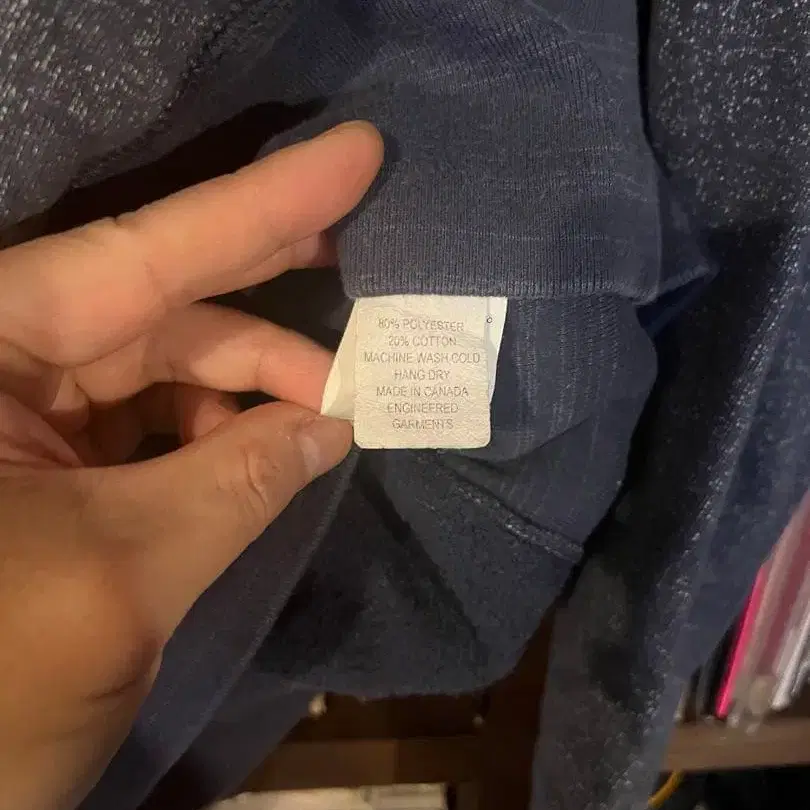 80% POLYESTER
20% COTTON
MACHINE WASH COLD
HANG DRY
MADE IN CANADA
ENGINEERED
GARMENTS